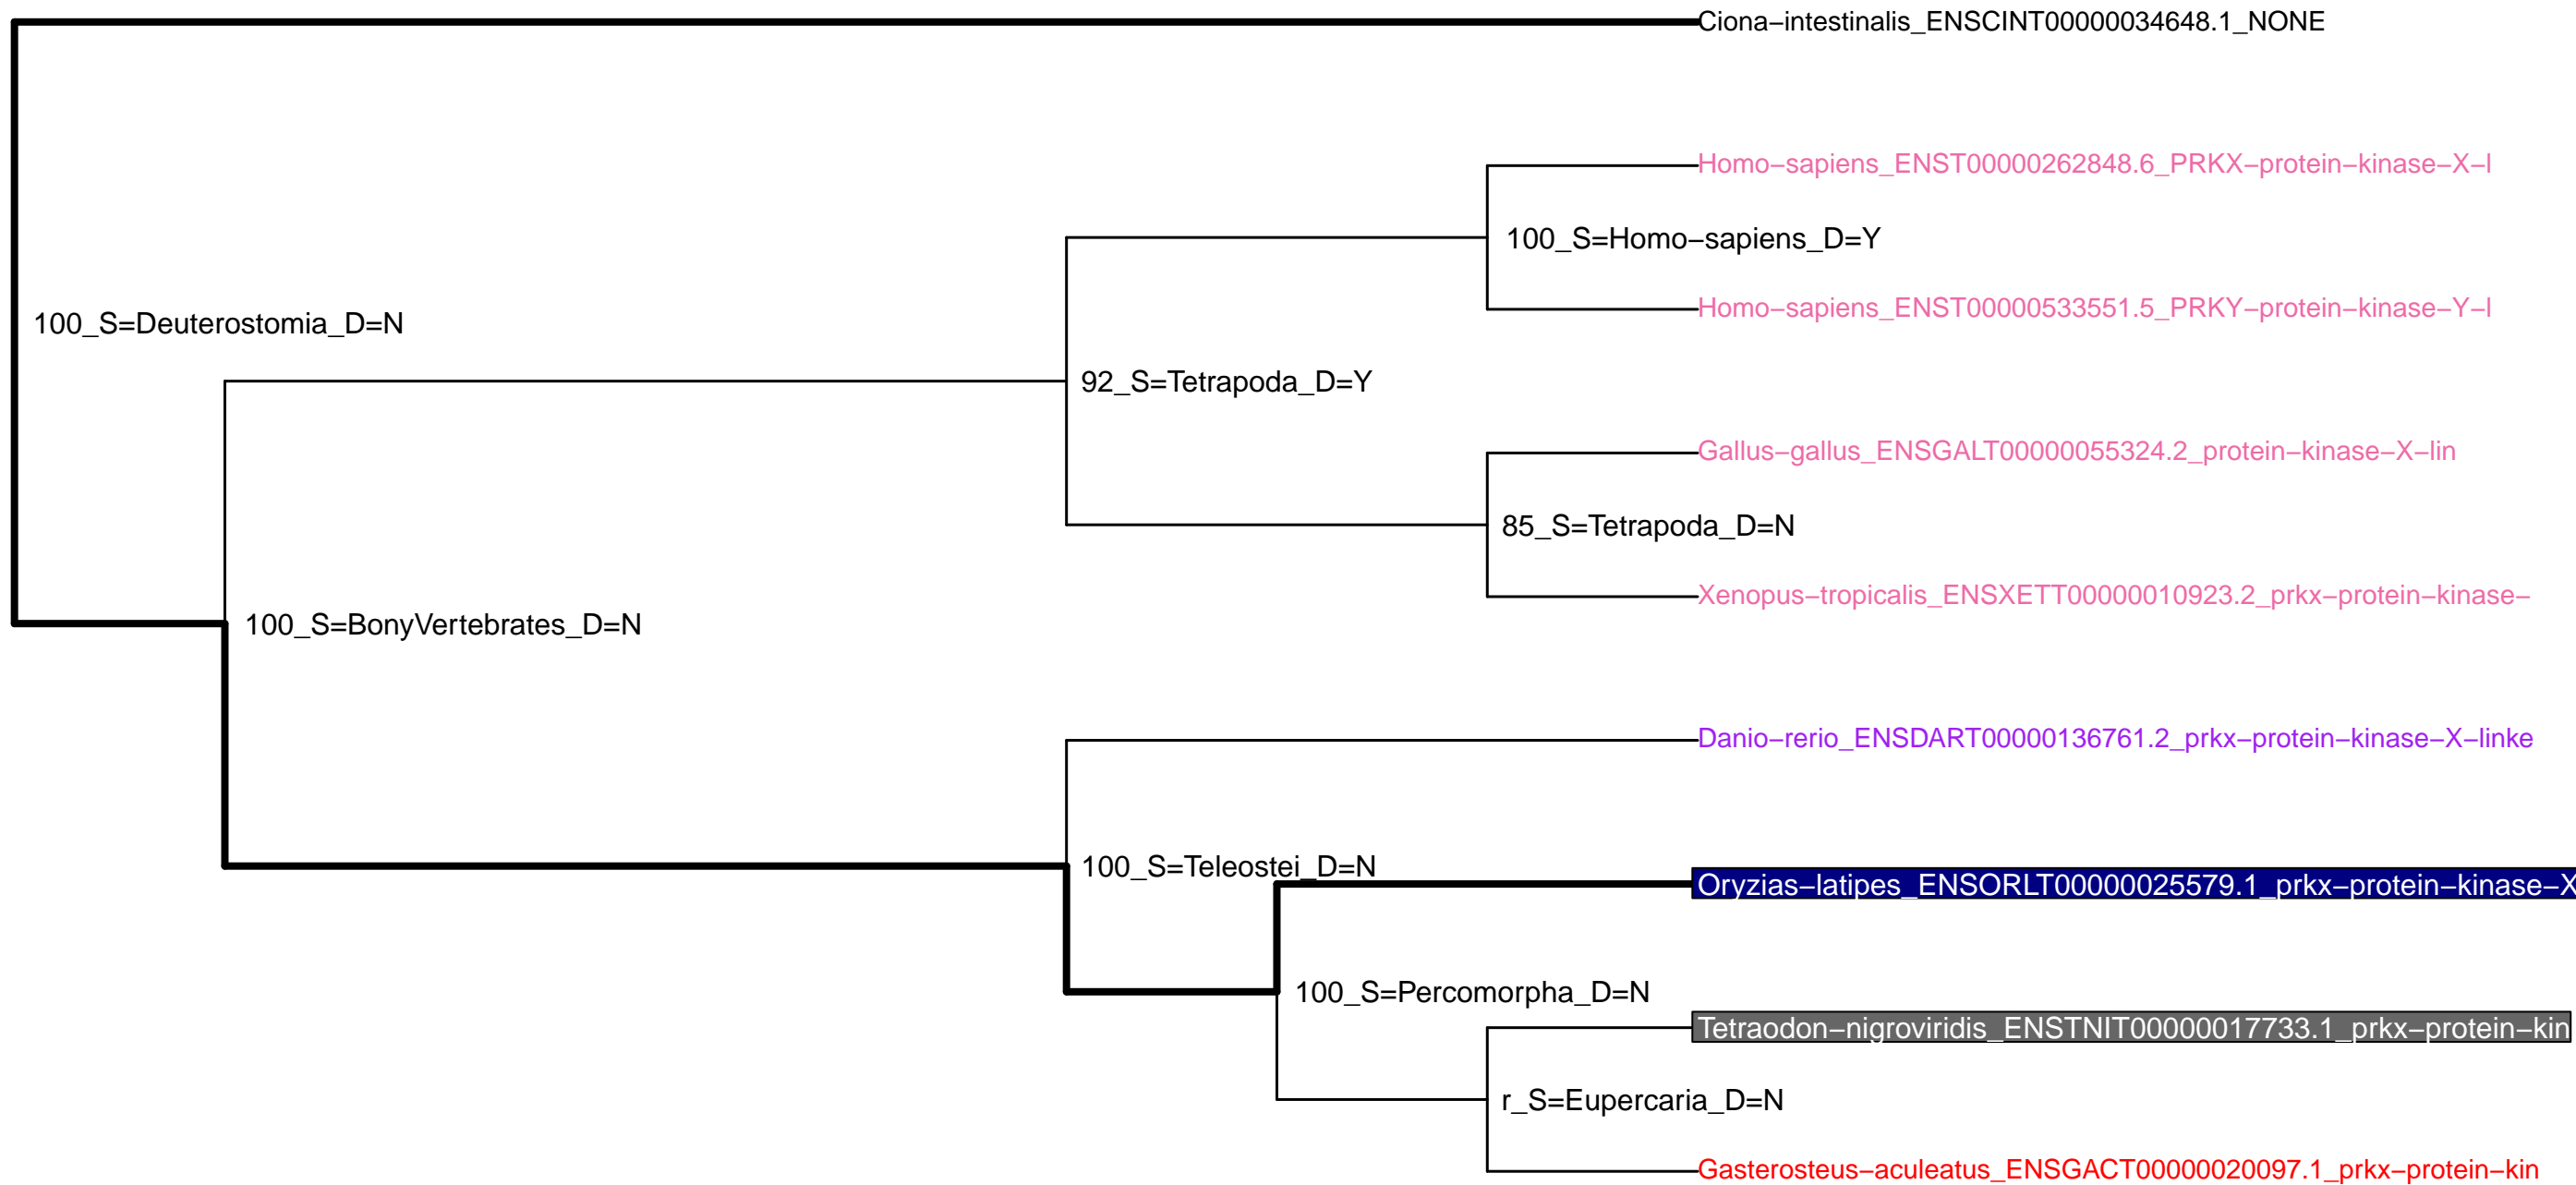 Ciona−intestinalis_ENSCINT00000034648.1_NONE
Homo−sapiens_ENST00000262848.6_PRKX−protein−kinase−X−l
100_S=Homo−sapiens_D=Y
Homo−sapiens_ENST00000533551.5_PRKY−protein−kinase−Y−l
100_S=Deuterostomia_D=N
92_S=Tetrapoda_D=Y
Gallus−gallus_ENSGALT00000055324.2_protein−kinase−X−lin
85_S=Tetrapoda_D=N
Xenopus−tropicalis_ENSXETT00000010923.2_prkx−protein−kinase−
100_S=BonyVertebrates_D=N
Danio−rerio_ENSDART00000136761.2_prkx−protein−kinase−X−linke
100_S=Teleostei_D=N
Oryzias−latipes_ENSORLT00000025579.1_prkx−protein−kinase−X
100_S=Percomorpha_D=N
Tetraodon−nigroviridis_ENSTNIT00000017733.1_prkx−protein−kin
r_S=Eupercaria_D=N
Gasterosteus−aculeatus_ENSGACT00000020097.1_prkx−protein−kin